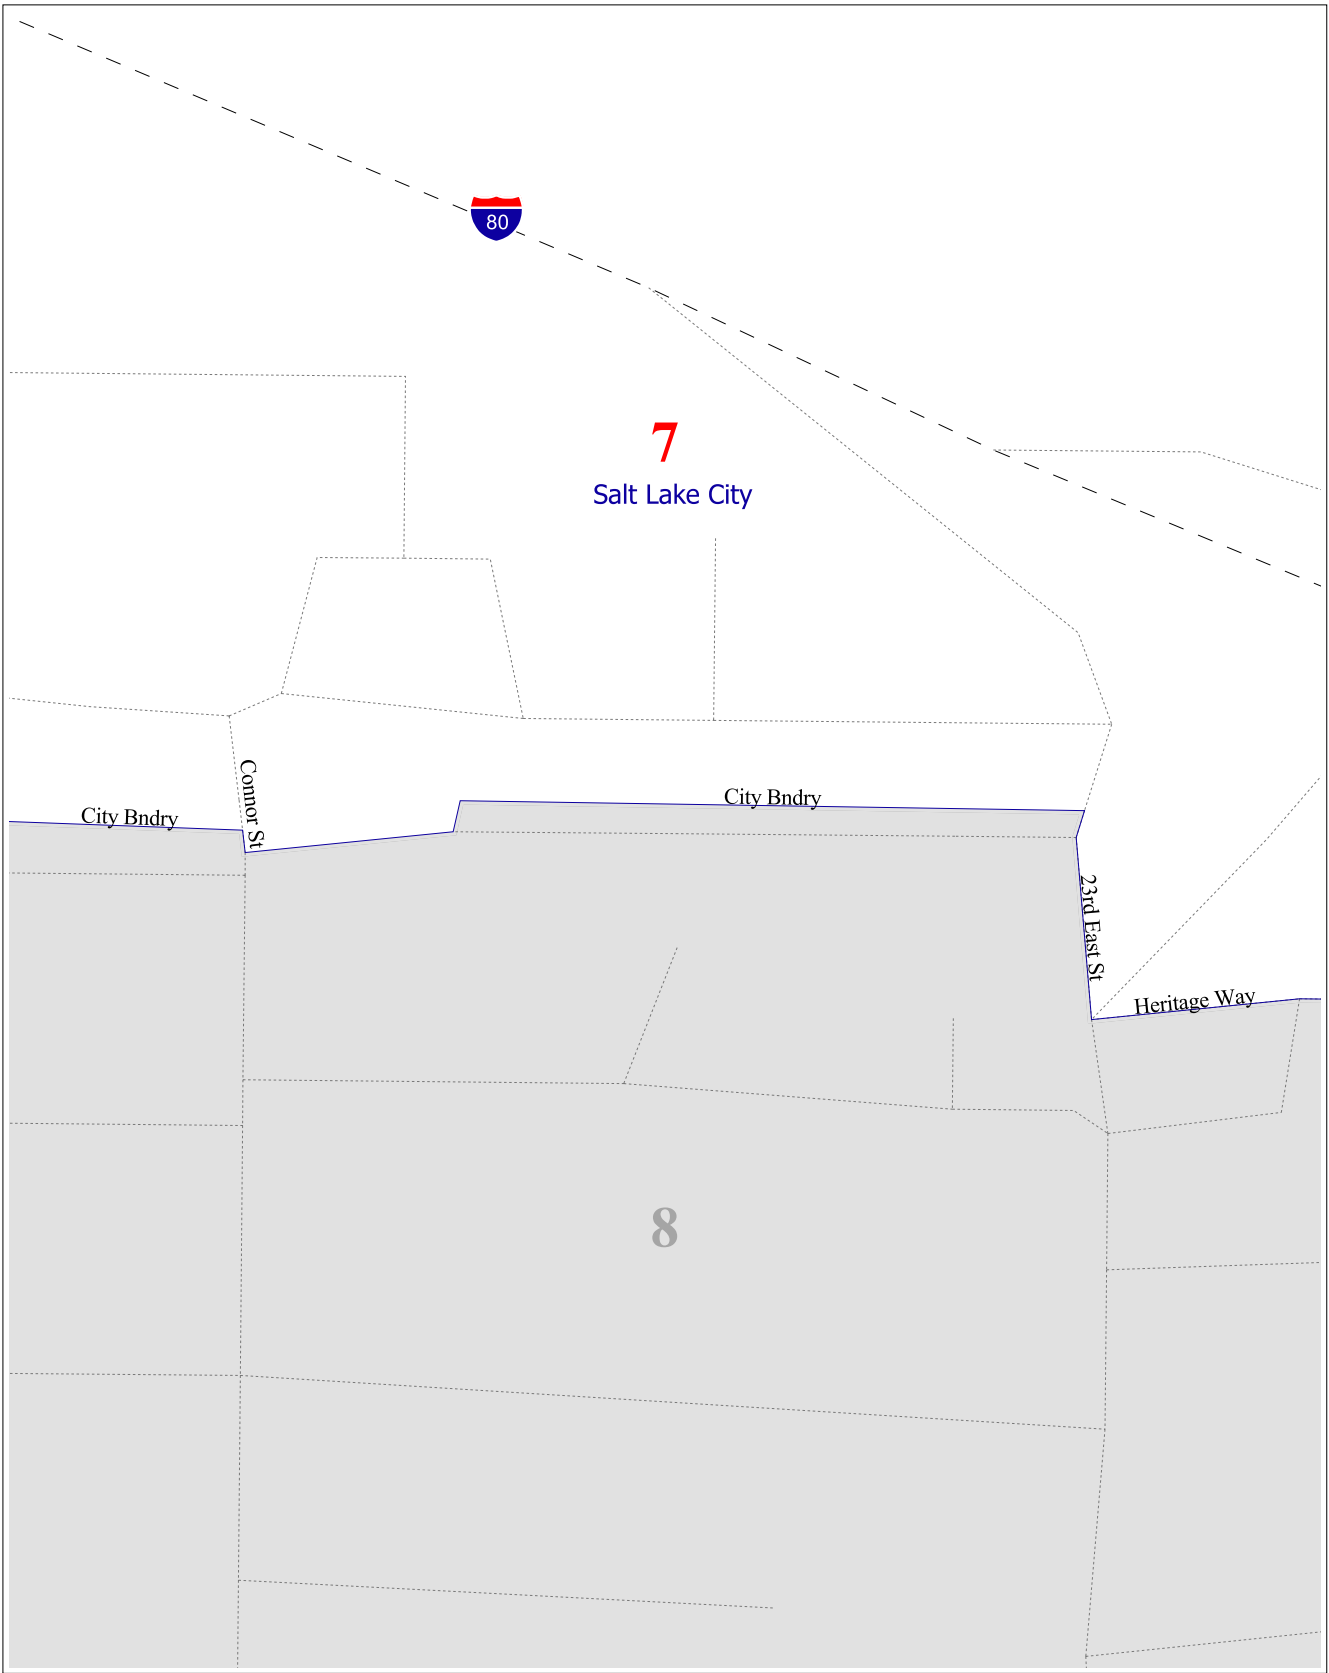 80
7
Salt Lake City
Connor St
City Bndry
City Bndry
23rd East St
Heritage Way
8